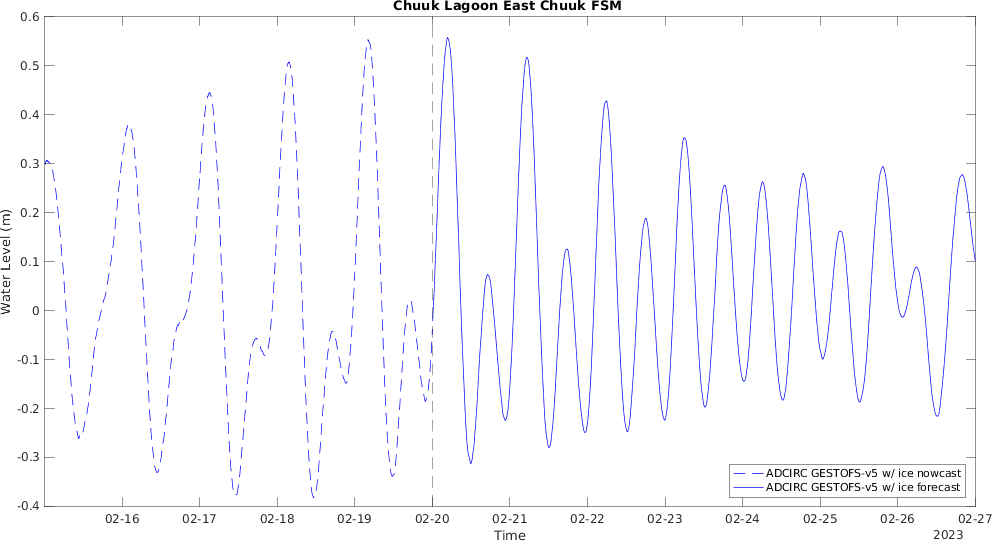 Chuuk Lagoon East Chuuk FSM
0.6
0.5
0.4
0.3
0.2
0.1
0
-0.1
-0.2
-0.3
-0.4
Water Level (m)
ADCIRC GESTOFS-v5 w/ ice nowcast
ADCIRC GESTOFS-v5 w/ ice forecast
02-16 02-17 02-18 02-19 02-20 02-21 02-22 02-23 02-24 02-25 02-26 02-27
Time
2023